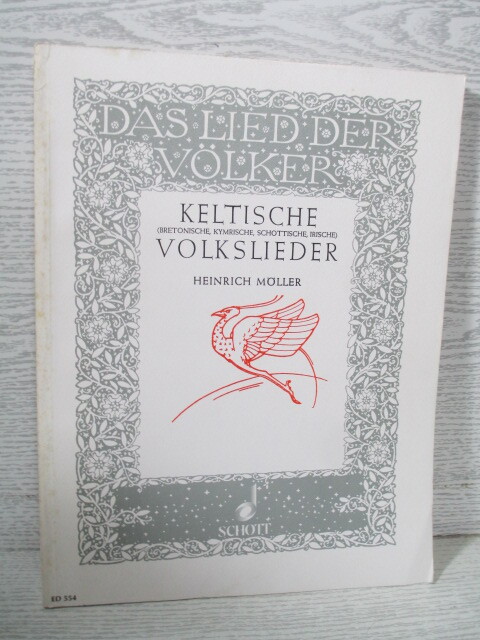 DAS LIED DER
VÖLKER
KELTISCHE
(BRETONISCHE, KYMRISCHE, SCHOTTISCHE, IRISCHE)
VOLKSLIEDER
HEINRICH MÖLLER
SCHOTT
ED 554